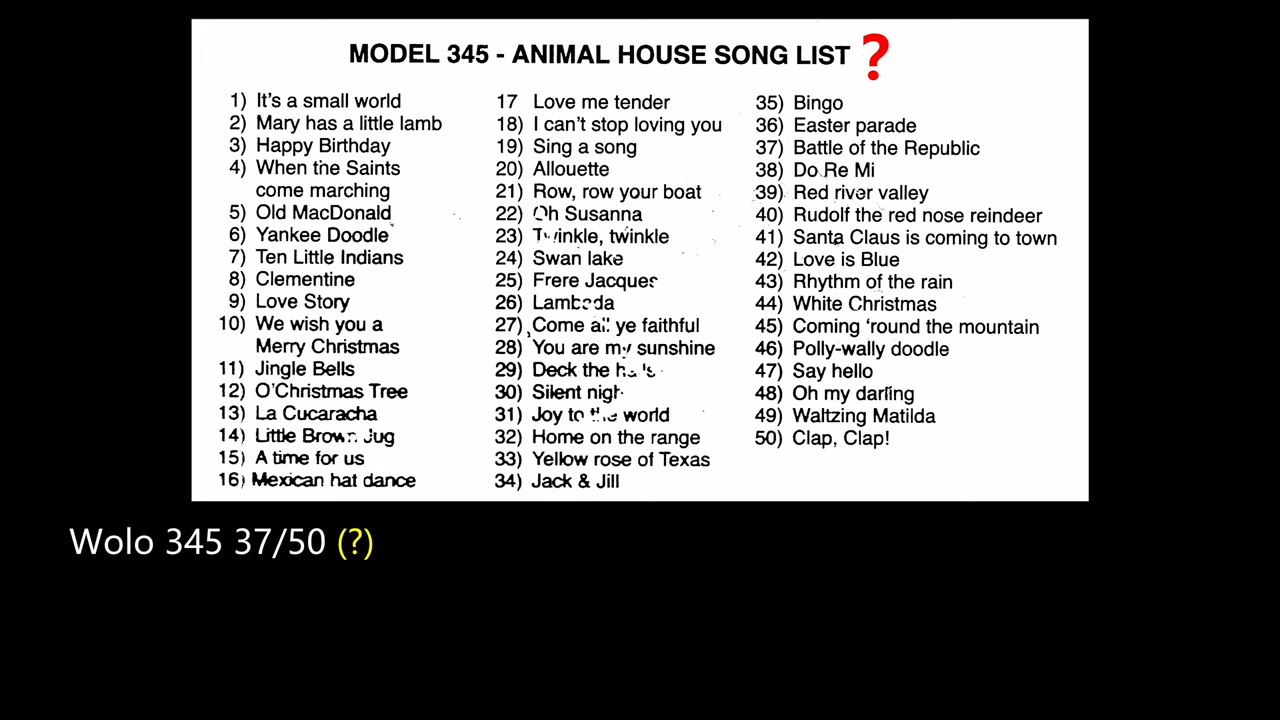 MODEL 345 - ANIMAL HOUSE SONG LIST ?
1) It's a small world
2) Mary has a little lamb
3) Happy Birthday
4) When the Saints
come marching
5) Old MacDonald
6) Yankee Doodle
7) Ten Little Indians
8) Clementine
9) Love Story
10) We wish you a
Merry Christmas
11) Jingle Bells
12) O'Christmas Tree
13) La Cucaracha
14) Little Brown Jug
15) A time for us
16) Mexican hat dance
17 Love me tender
18) I can't stop loving you
19) Sing a song
20) Allouette
21) Row, row your boat
22) Oh Susanna
23) Twinkle, twinkle
24) Swan lake
25) Frere Jacques
26) Lambada
27) Come all ye faithful
28) You are my sunshine
29) Deck the halls
30) Silent night
31) Joy to the world
32) Home on the range
33) Yellow rose of Texas
34) Jack & Jill
35) Bingo
36) Easter parade
37) Battle of the Republic
38) Do Re Mi
39) Red river valley
40) Rudolf the red nose reindeer
41) Santa Claus is coming to town
42) Love is Blue
43) Rhythm of the rain
44) White Christmas
45) Coming 'round the mountain
46) Polly-wally doodle
47) Say hello
48) Oh my darling
49) Waltzing Matilda
50) Clap, Clap!
Wolo 345 37/50 (?)